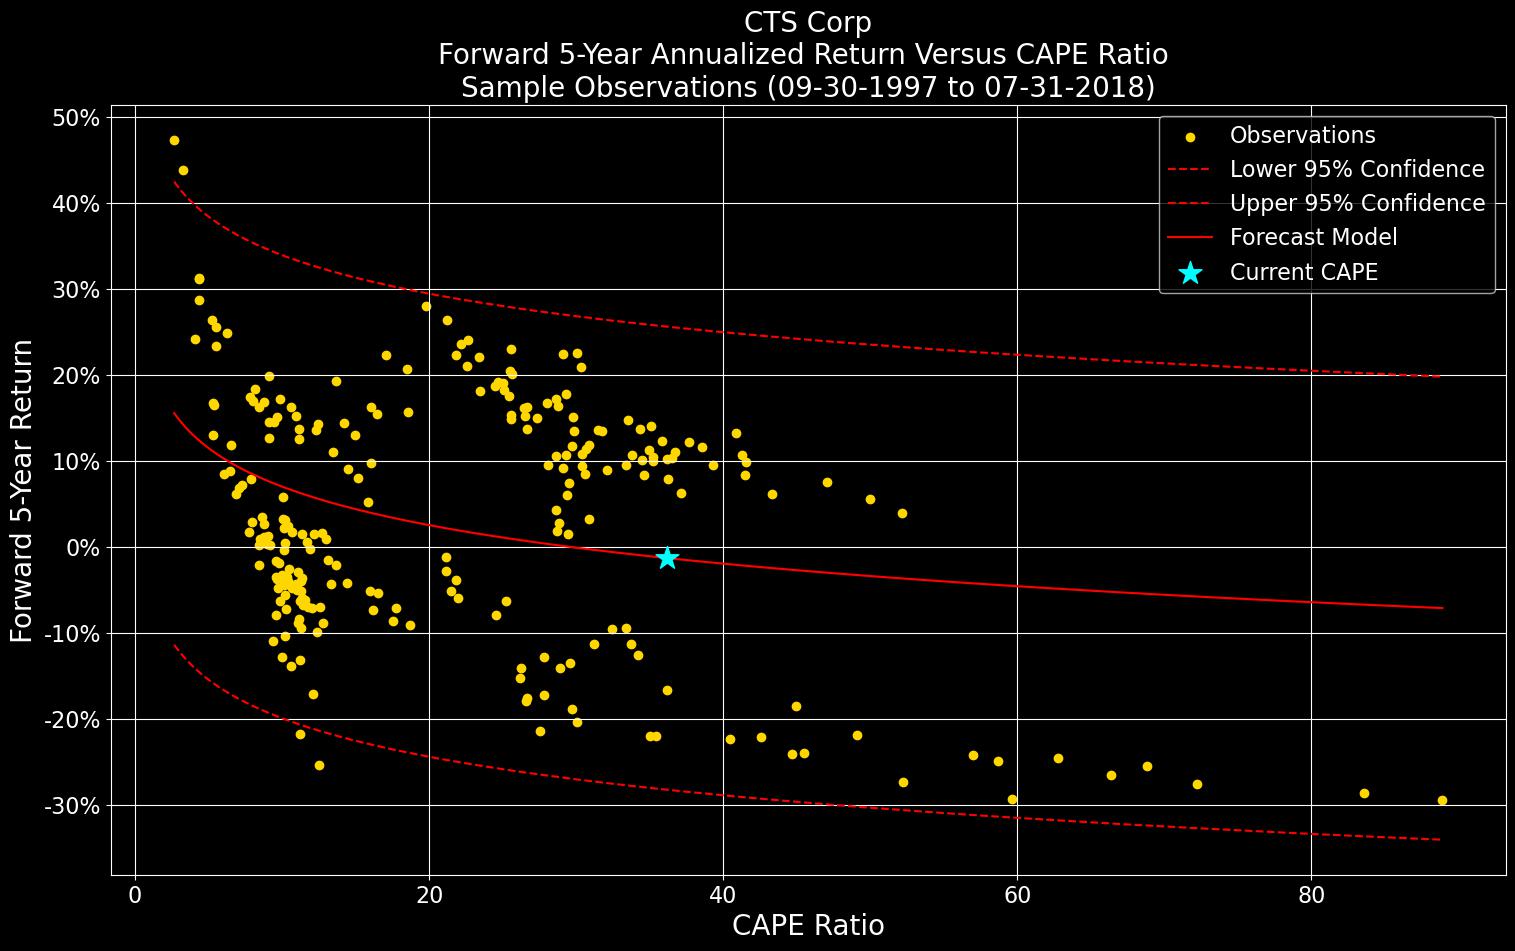 CTS Corp
Forward 5-Year Annualized Return Versus CAPE Ratio
Sample Observations (09-30-1997 to 07-31-2018)
Observations
Lower 95% Confidence
Upper 95% Confidence
Forecast Model
Current CAPE
Forward 5-Year Return
50%
40%
30%
20%
10%
0%
-10%
-20%
-30%
0 20 40 60 80
CAPE Ratio